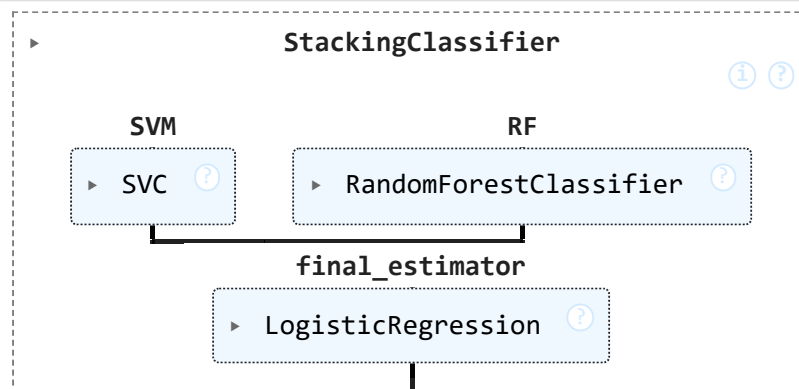 StackingClassifier
i ?
SVM RF
SVC ? RandomForestClassifier ?
final_estimator
LogisticRegression ?